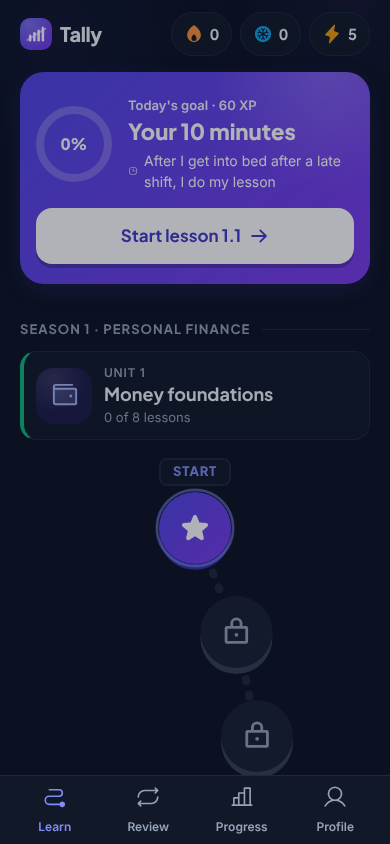 Tally
0
0
5
Today's goal · 60 XP
Your 10 minutes
0%
After I get into bed after a late
shift, I do my lesson
Start lesson 1.1 →
SEASON 1 · PERSONAL FINANCE
UNIT 1
Money foundations
0 of 8 lessons
START
Learn
Review
Progress
Profile